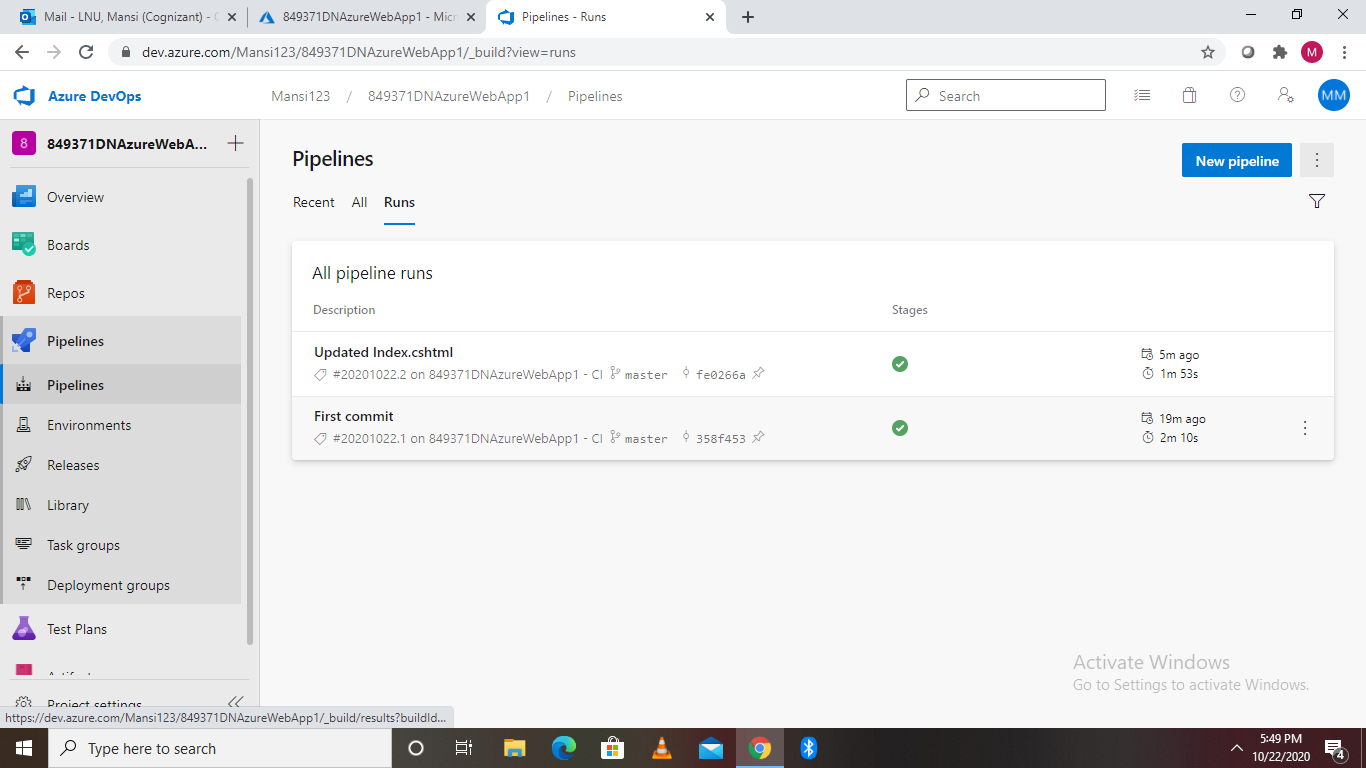 Mail - LNU, Mansi (Cognizant) -
849371DNAzureWebApp1 - Micr
Pipelines - Runs
dev.azure.com/Mansi123/849371DNAzureWebApp1/_build?view=runs
M
Azure DevOps
Mansi123 / 849371DNAzureWebApp1 / Pipelines
Search
MM
8
849371DNAzureWebA...
Overview
Boards
Repos
Pipelines
Pipelines
Environments
Releases
Library
Task groups
Deployment groups
Test Plans
Artifacts
Project settings
Pipelines
New pipeline
Recent All Runs
All pipeline runs
Description Stages
Updated Index.cshtml
#20201022.2 on 849371DNAzureWebApp1 - CI master fe0266a
5m ago
1m 53s
First commit
#20201022.1 on 849371DNAzureWebApp1 - CI master 358f453
19m ago
2m 10s
Activate Windows
Go to Settings to activate Windows.
https://dev.azure.com/Mansi123/849371DNAzureWebApp1/_build/results?buildId...
Type here to search
5:49 PM
10/22/2020
4